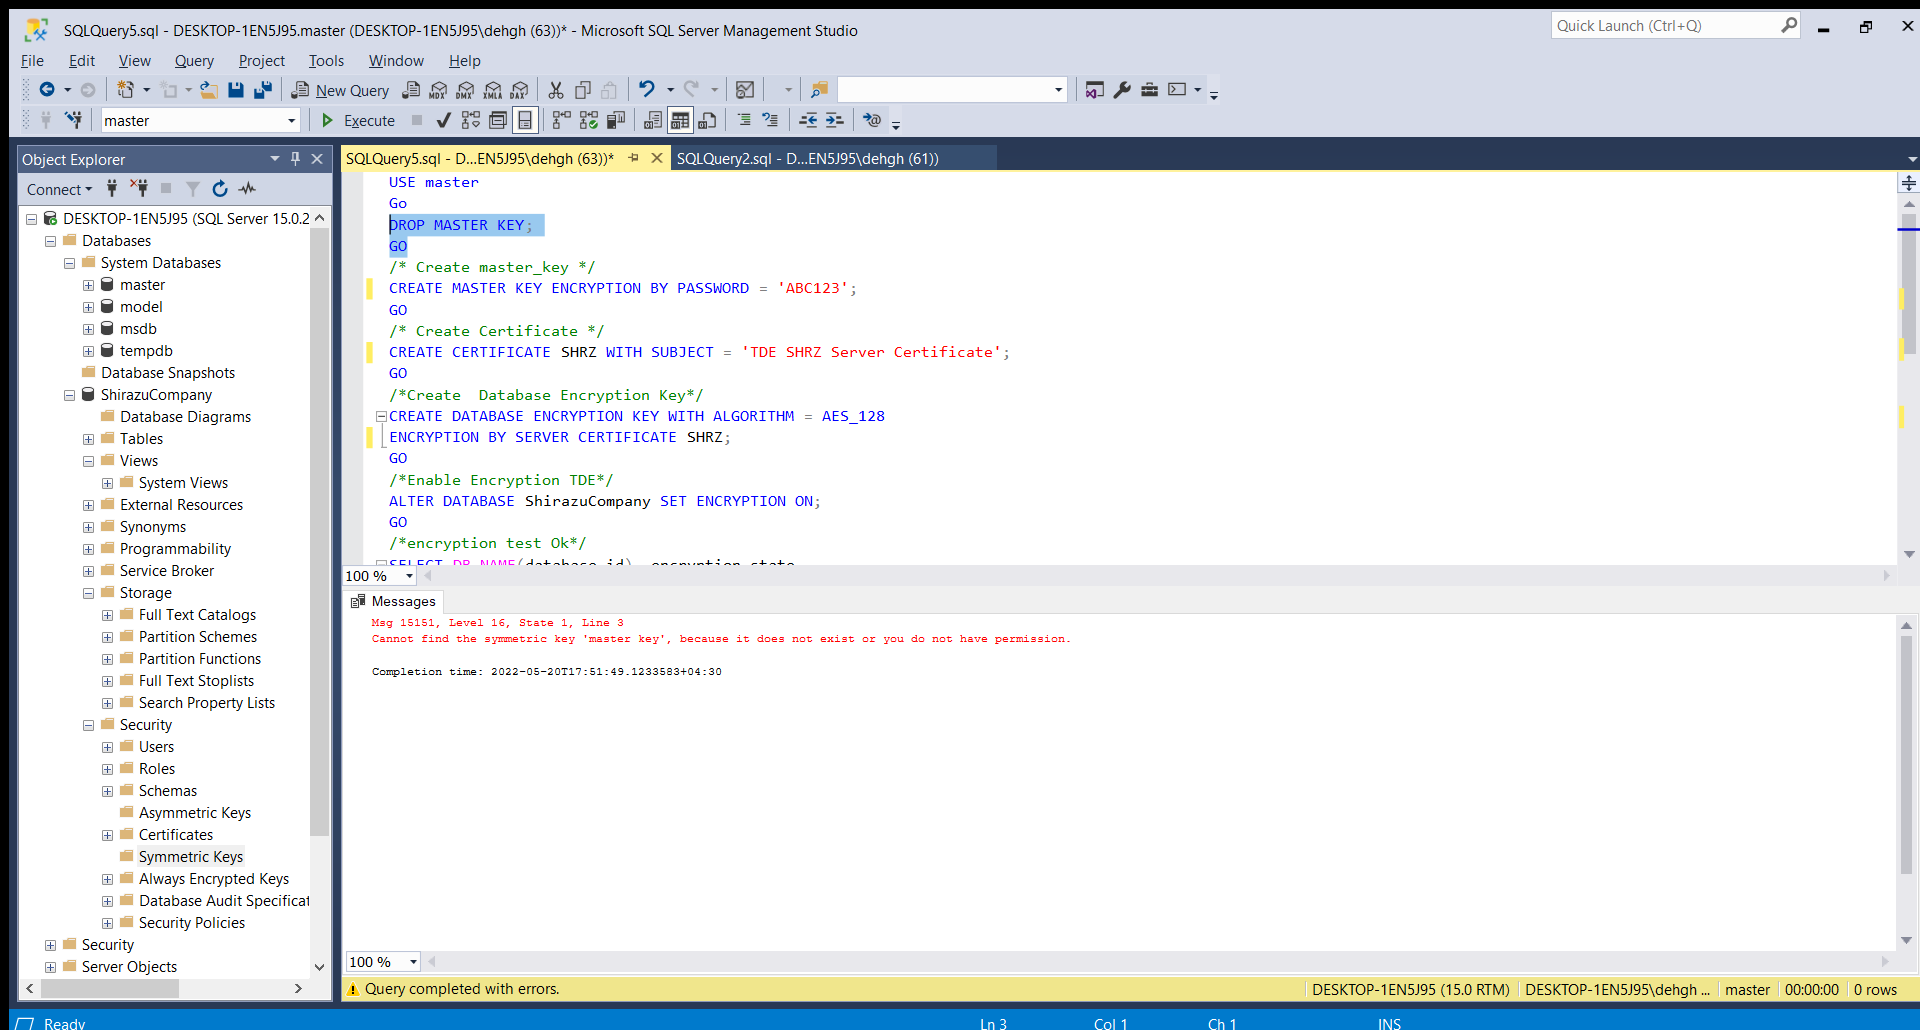 SQLQuery5.sql - DESKTOP-1EN5J95.master (DESKTOP-1EN5J95\dehgh (63))* - Microsoft SQL Server Management Studio
Quick Launch (Ctrl+Q)
File Edit View Query Project Tools Window Help
New Query MDX DMX XMLA DAX
master Execute
Object Explorer
SQLQuery5.sql - D...EN5J95\dehgh (63))* SQLQuery2.sql - D...EN5J95\dehgh (61))
Connect
DESKTOP-1EN5J95 (SQL Server 15.0.2
Databases
System Databases
master
model
msdb
tempdb
Database Snapshots
ShirazuCompany
Database Diagrams
Tables
Views
System Views
External Resources
Synonyms
Programmability
Service Broker
Storage
Full Text Catalogs
Partition Schemes
Partition Functions
Full Text Stoplists
Search Property Lists
Security
Users
Roles
Schemas
Asymmetric Keys
Certificates
Symmetric Keys
Always Encrypted Keys
Database Audit Specificat
Security Policies
Security
Server Objects
USE master
Go
DROP MASTER KEY;
GO
/* Create master_key */
CREATE MASTER KEY ENCRYPTION BY PASSWORD = 'ABC123';
GO
/* Create Certificate */
CREATE CERTIFICATE SHRZ WITH SUBJECT = 'TDE SHRZ Server Certificate';
GO
/*Create  Database Encryption Key*/
CREATE DATABASE ENCRYPTION KEY WITH ALGORITHM = AES_128
ENCRYPTION BY SERVER CERTIFICATE SHRZ;
GO
/*Enable Encryption TDE*/
ALTER DATABASE ShirazuCompany SET ENCRYPTION ON;
GO
/*encryption test Ok*/
SELECT DB_NAME(database_id), encryption_state
100 %
Messages
Msg 15151, Level 16, State 1, Line 3
Cannot find the symmetric key 'master key', because it does not exist or you do not have permission.
Completion time: 2022-05-20T17:51:49.1233583+04:30
100 %
Query completed with errors. DESKTOP-1EN5J95 (15.0 RTM) DESKTOP-1EN5J95\dehgh ... master 00:00:00 0 rows
Ready Ln 3 Col 1 Ch 1 INS